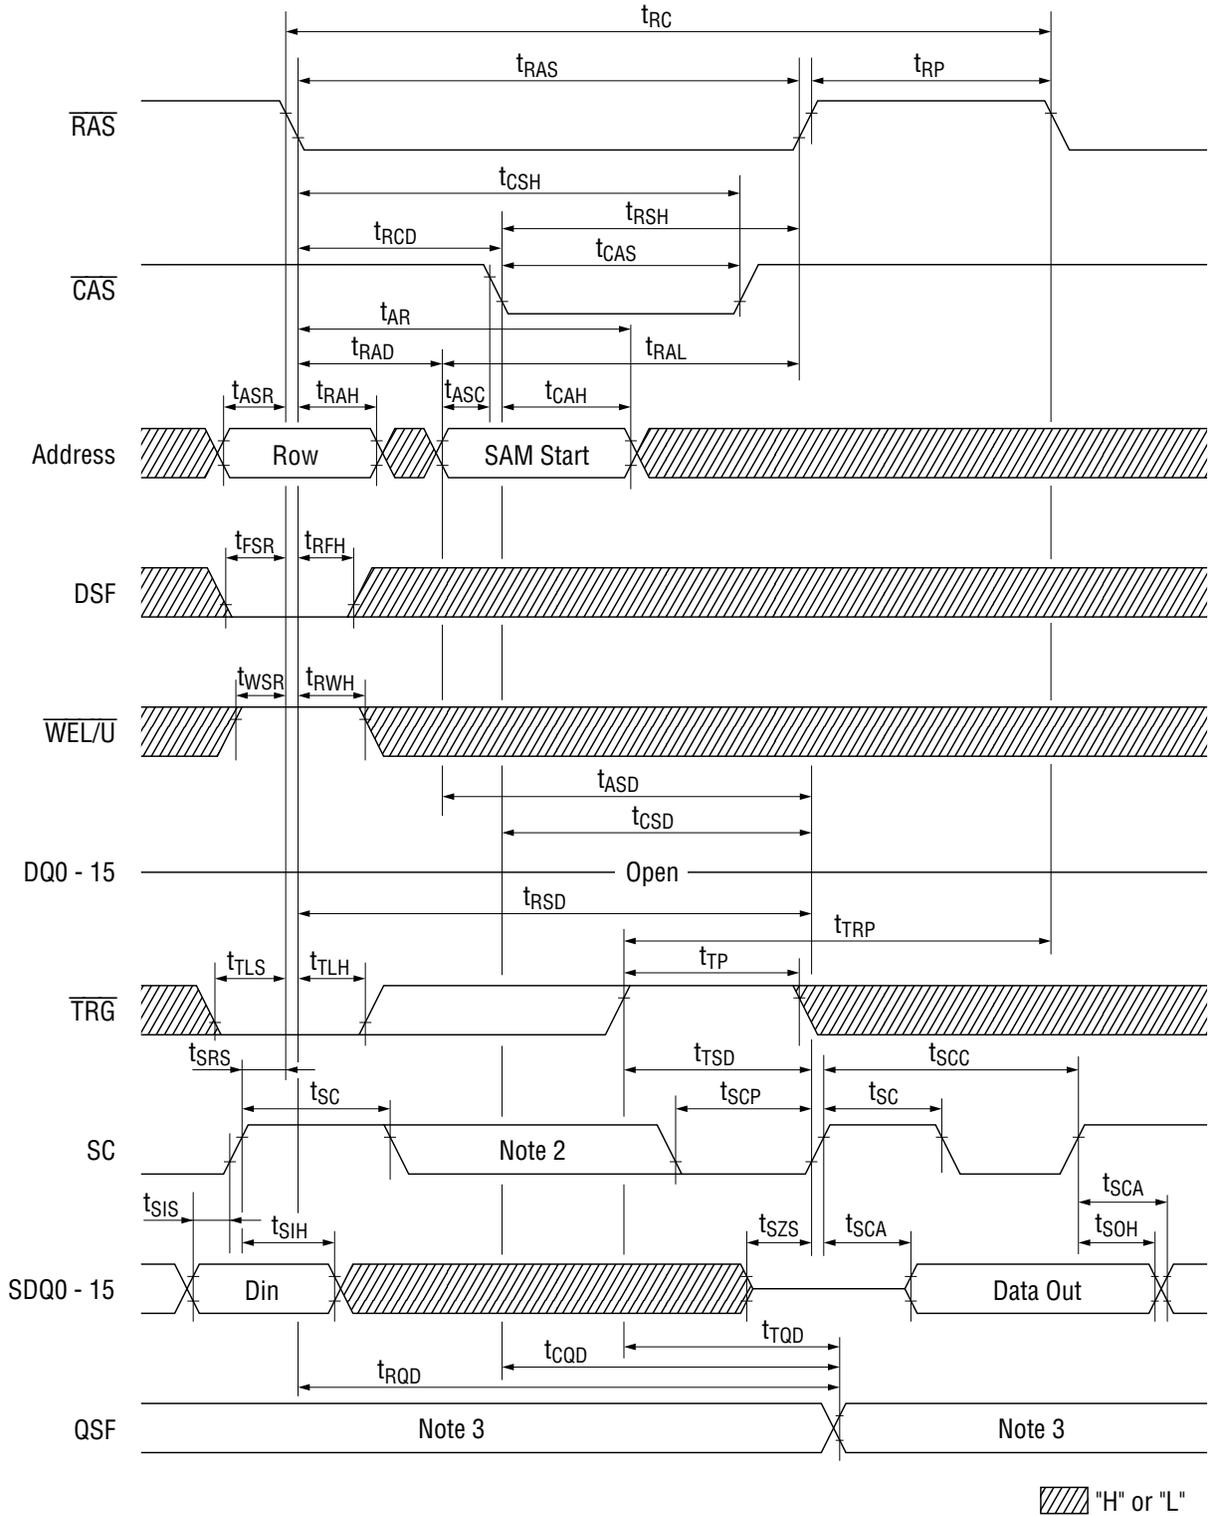 tRC
tRAS
tRP
RAS
tCSH
tRSH
tRCD
tCAS
CAS
tAR
tRAD
tRAL
tASR
tRAH
tASC
tCAH
Address
Row
SAM Start
tFSR
tRFH
DSF
tWSR
tRWH
WEL/U
tASD
tCSD
DQ0 - 15
Open
tRSD
tTRP
tTLS
tTLH
tTP
TRG
tSRS
tTSD
tSCC
tSC
tSCP
tSC
SC
Note 2
tSCA
tSIS
tSIH
tSZS
tSCA
tSOH
SDQ0 - 15
Din
Data Out
tTQD
tCQD
tRQD
QSF
Note 3
Note 3
"H" or "L"